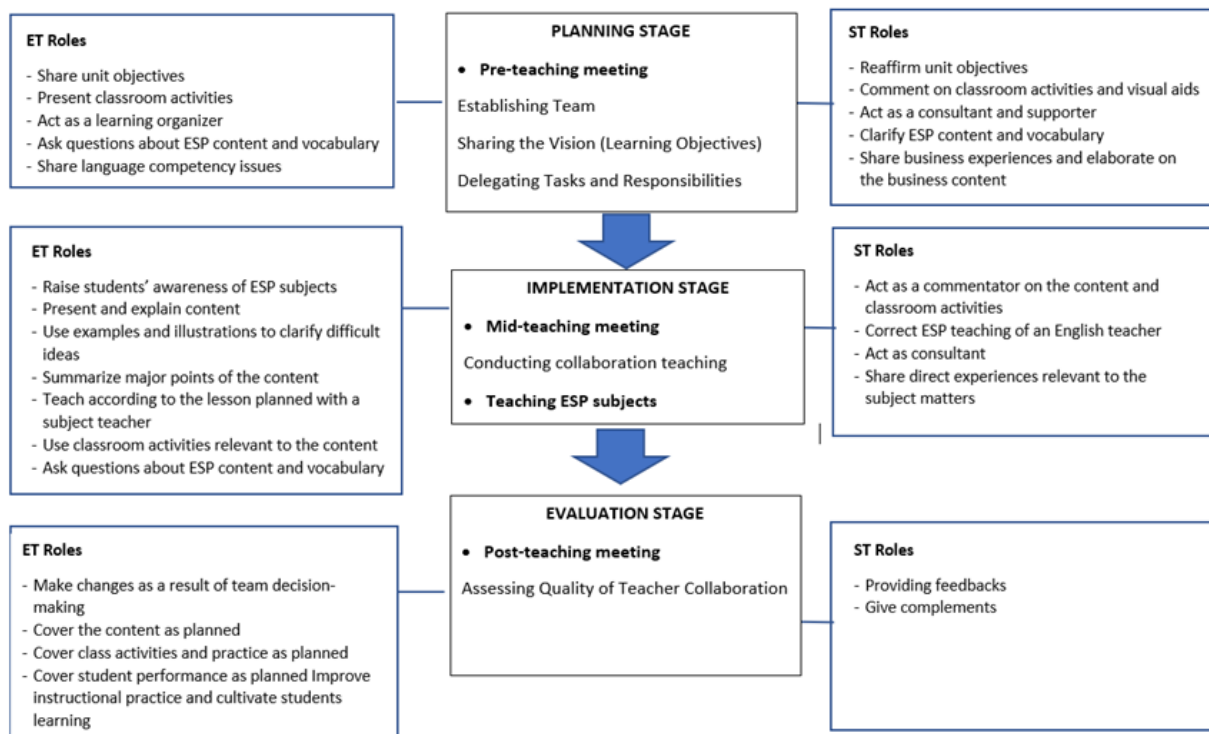 ET Roles
- Share unit objectives
- Present classroom activities
- Act as a learning organizer
- Ask questions about ESP content and vocabulary
- Share language competency issues
PLANNING STAGE
• Pre-teaching meeting
Establishing Team
Sharing the Vision (Learning Objectives)
Delegating Tasks and Responsibilities
ST Roles
- Reaffirm unit objectives
- Comment on classroom activities and visual aids
- Act as a consultant and supporter
- Clarify ESP content and vocabulary
- Share business experiences and elaborate on
the business content
ET Roles
- Raise students’ awareness of ESP subjects
- Present and explain content
- Use examples and illustrations to clarify difficult
ideas
- Summarize major points of the content
- Teach according to the lesson planned with a
subject teacher
- Use classroom activities relevant to the content
- Ask questions about ESP content and vocabulary
IMPLEMENTATION STAGE
• Mid-teaching meeting
Conducting collaboration teaching
• Teaching ESP subjects
ST Roles
- Act as a commentator on the content and
classroom activities
- Correct ESP teaching of an English teacher
- Act as consultant
- Share direct experiences relevant to the
subject matters
ET Roles
- Make changes as a result of team decision-
making
- Cover the content as planned
- Cover class activities and practice as planned
- Cover student performance as planned Improve
instructional practice and cultivate students
learning
EVALUATION STAGE
• Post-teaching meeting
Assessing Quality of Teacher Collaboration
ST Roles
- Providing feedbacks
- Give complements